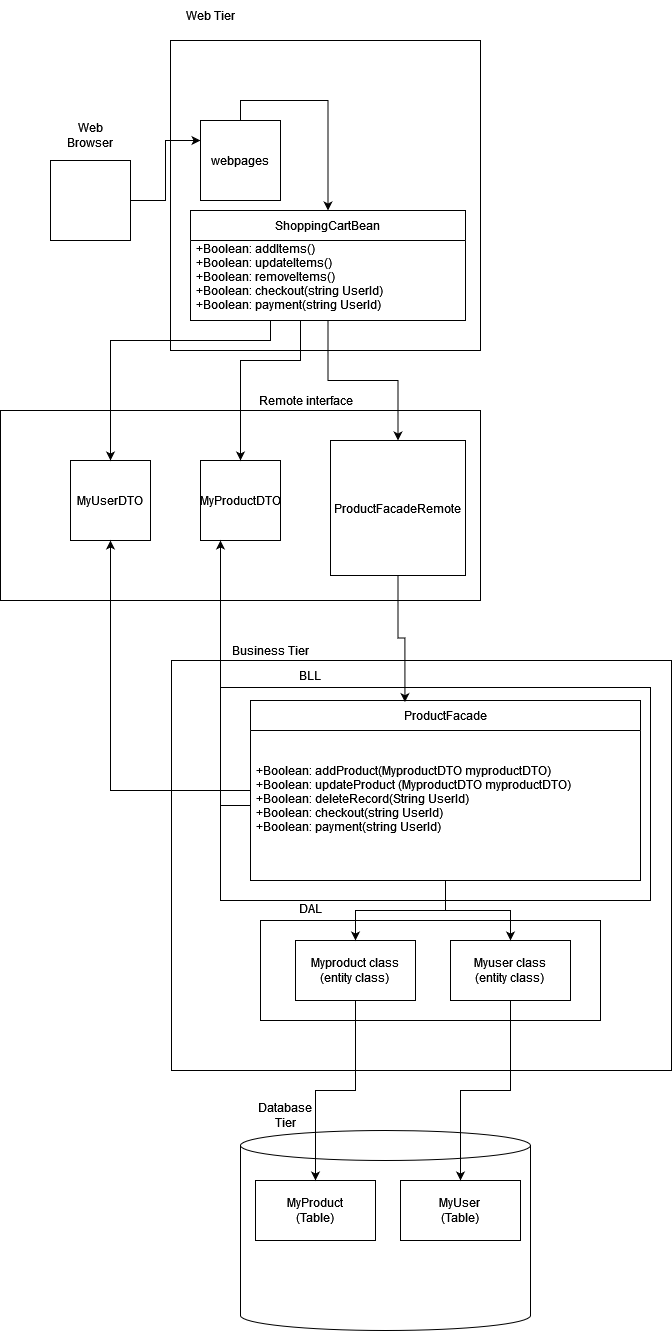 Web Tier
Web
Browser
webpages
ShoppingCartBean
+Boolean: addItems()
+Boolean: updateItems()
+Boolean: removeItems()
+Boolean: checkout(string UserId)
+Boolean: payment(string UserId)
Remote interface
MyUserDTO
MyProductDTO
ProductFacadeRemote
Business Tier
BLL
ProductFacade
+Boolean: addProduct(MyproductDTO myproductDTO)
+Boolean: updateProduct (MyproductDTO myproductDTO)
+Boolean: deleteRecord(String UserId)
+Boolean: checkout(string UserId)
+Boolean: payment(string UserId)
DAL
Myproduct class
(entity class)
Myuser class
(entity class)
Database
Tier
MyProduct
(Table)
MyUser
(Table)